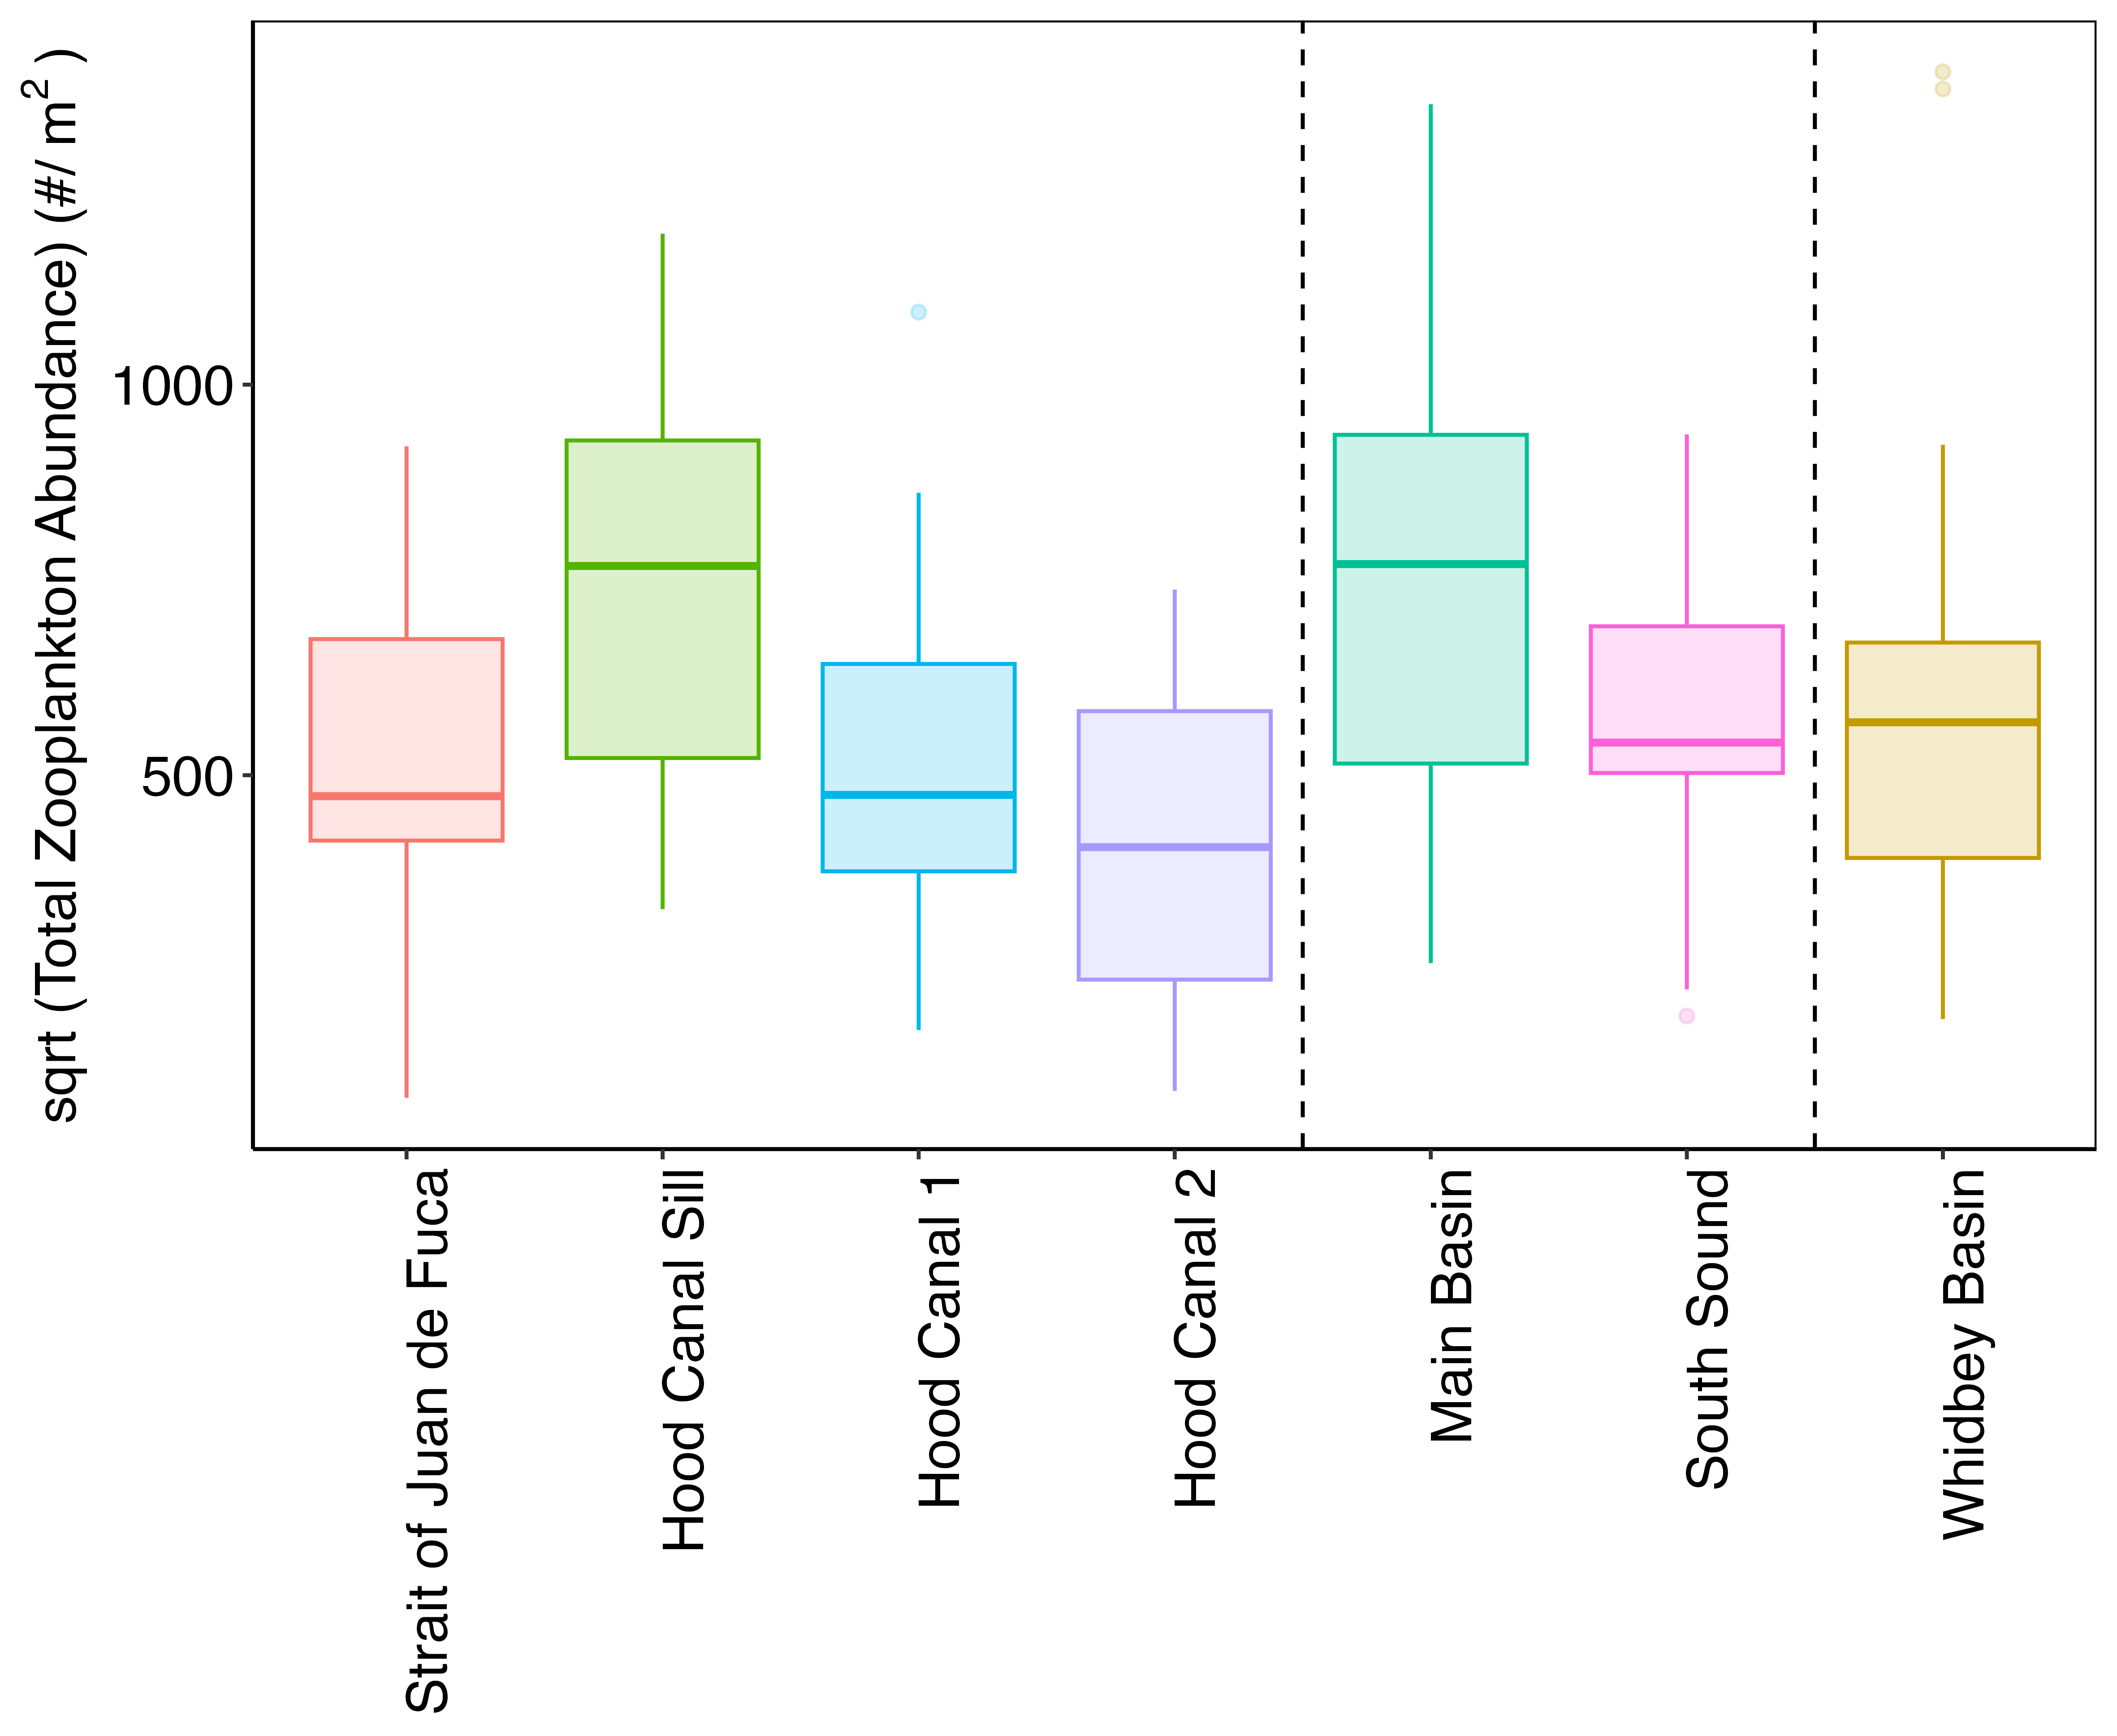 sqrt (Total Zooplankton Abundance) (#/ m²)
1000
500
Strait of Juan de Fuca
Hood Canal Sill
Hood Canal 1
Hood Canal 2
Main Basin
South Sound
Whidbey Basin